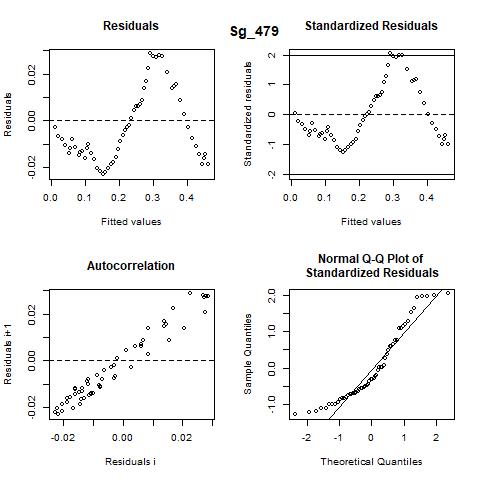 Sg_479
Residuals
Residuals
0.02
0.00
-0.02
0.0 0.1 0.2 0.3 0.4
Fitted values
Standardized Residuals
Standardized residuals
2
1
0
-1
-2
0.0 0.1 0.2 0.3 0.4
Fitted values
Autocorrelation
Residuals i+1
0.02
0.00
-0.02
-0.02 0.00 0.02
Residuals i
Normal Q-Q Plot of
Standardized Residuals
Sample Quantiles
2.0
1.0
0.0
-1.0
-2 -1 0 1 2
Theoretical Quantiles